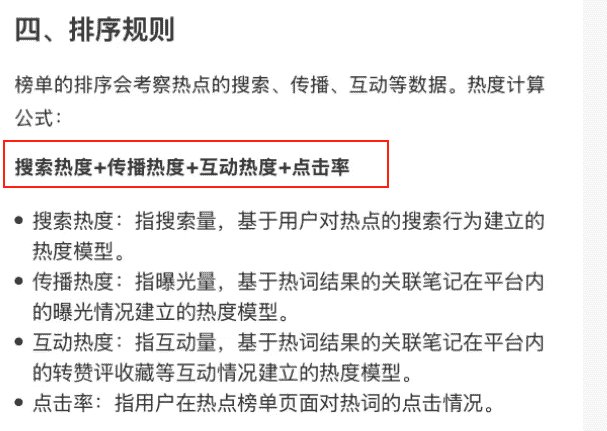 四、排序规则
榜单的排序会考察热点的搜索、传播、互动等数据。热度计算
公式：
搜索热度+传播热度+互动热度+点击率
• 搜索热度：指搜索量，基于用户对热点的搜索行为建立的
热度模型。
• 传播热度：指曝光量，基于热词结果的关联笔记在平台内
的曝光情况建立的热度模型。
• 互动热度：指互动量，基于热词结果的关联笔记在平台内
的转赞评收藏等互动情况建立的热度模型。
• 点击率：指用户在热点榜单页面对热词的点击情况。